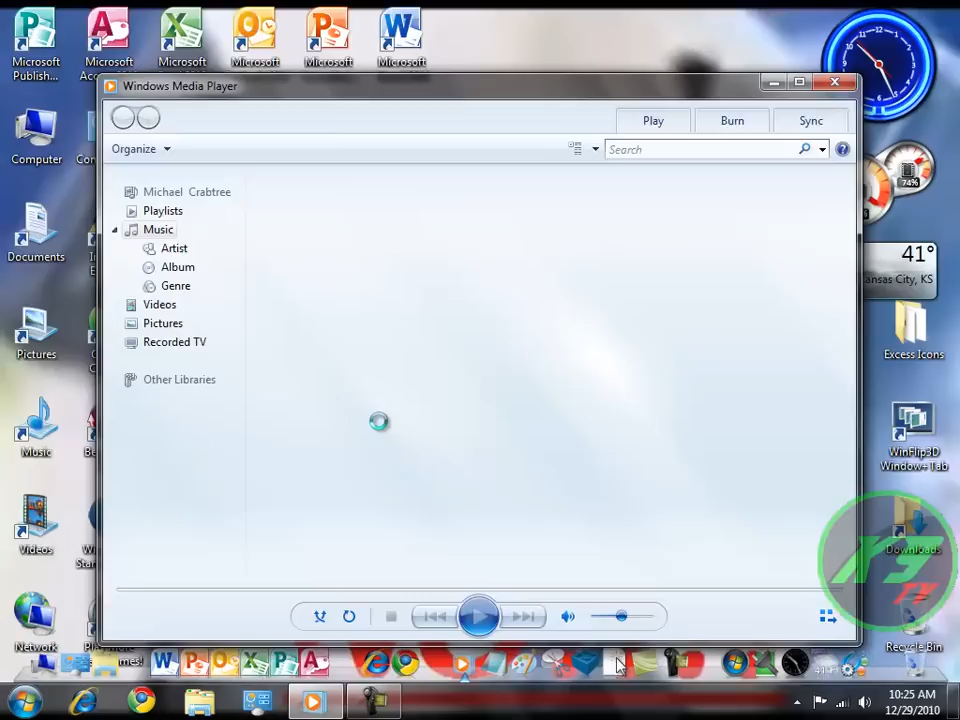 Microsoft Publish...
Microsoft
Microsoft
Microsoft
Microsoft
Microsoft
Windows Media Player
Play
Burn
Sync
Organize
Search
Computer
Michael Crabtree
Playlists
Music
Artist
Album
Genre
Videos
Pictures
Recorded TV
Other Libraries
Documents
Pictures
Music
Videos
Network
74%
41°
Kansas City, KS
Excess Icons
WinFlip3D
Window+Tab
Downloads
TV
Recycle Bin
10:25 AM
12/29/2010